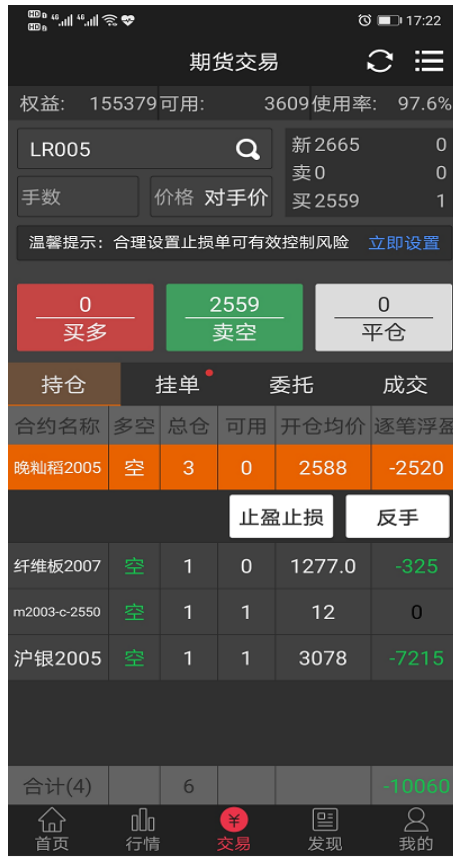 HD B 4G 4G 17:22
HD B
期货交易
权益: 155379 可用: 3609 使用率: 97.6%
LR005
新 2665 0
卖 0 0
买 2559 1
手数 价格 对手价
温馨提示: 合理设置止损单可有效控制风险 立即设置
0 2559 0
买多 卖空 平仓
持仓 挂单 委托 成交
合约名称 多空 总仓 可用 开仓均价 逐笔浮盈
晚籼稻2005 空 3 0 2588 -2520
止盈止损 反手
纤维板2007 空 1 0 1277.0 -325
m2003-c-2550 空 1 1 12 0
沪银2005 空 1 1 3078 -7215
合计(4) 6 -10060
¥
首页 行情 交易 发现 我的